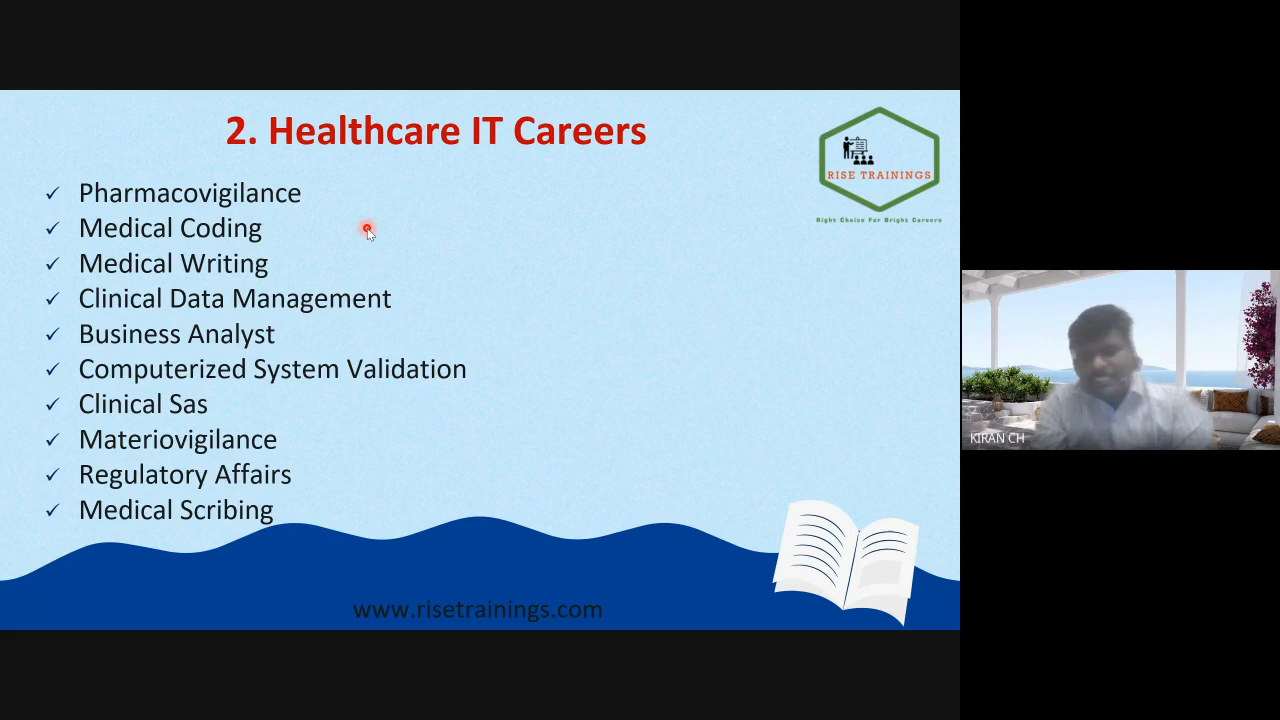 2. Healthcare IT Careers
RISE TRAININGS
Right Choice For Bright Careers
Pharmacovigilance
Medical Coding
Medical Writing
Clinical Data Management
Business Analyst
Computerized System Validation
Clinical Sas
Materiovigilance
Regulatory Affairs
Medical Scribing
www.risetrainings.com
KIRAN CH